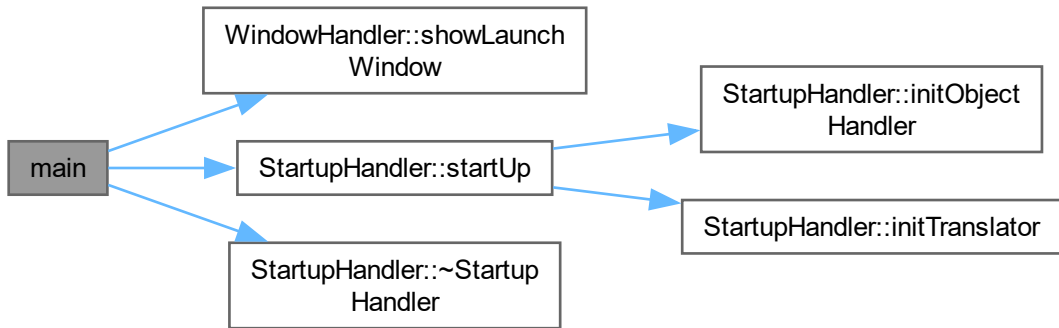 WindowHandler::showLaunch
Window
main
StartupHandler::startUp
StartupHandler::~Startup
Handler
StartupHandler::initObject
Handler
StartupHandler::initTranslator